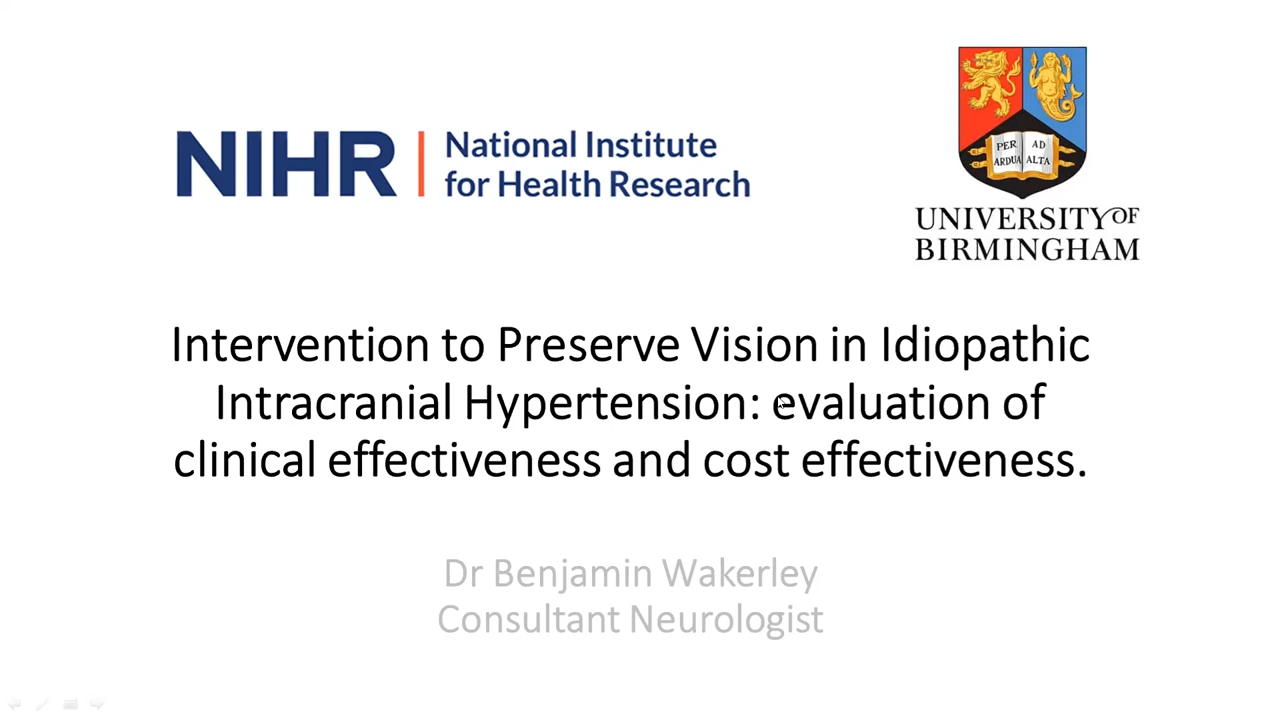 NIHR
National Institute
for Health Research
PER AD
ARDUA ALTA
UNIVERSITY OF
BIRMINGHAM
Intervention to Preserve Vision in Idiopathic
Intracranial Hypertension: evaluation of
clinical effectiveness and cost effectiveness.
Dr Benjamin Wakerley
Consultant Neurologist